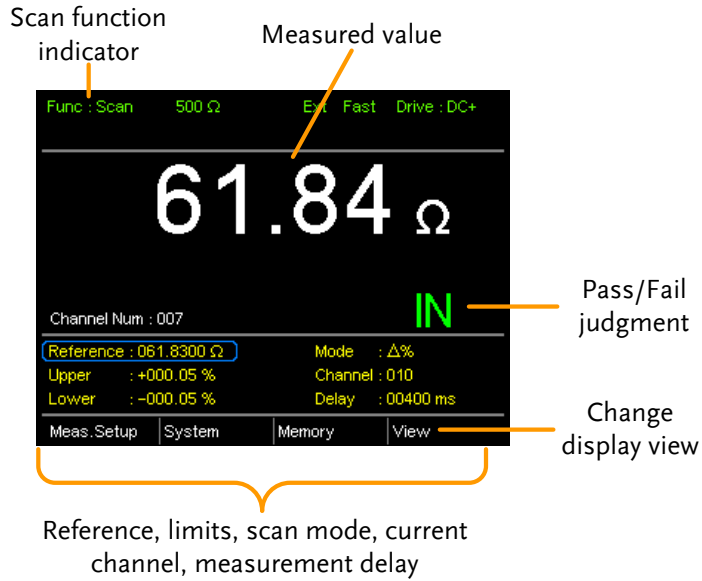 Scan function
indicator
Measured value
Func : Scan 500 Ω Ext Fast Drive : DC+
61.84 Ω
IN
Channel Num : 007
Pass/Fail
judgment
Reference : 061.8300 Ω Mode : Δ%
Upper : +000.05 % Channel : 010
Lower : −000.05 % Delay : 00400 ms
Meas.Setup System Memory View
Change
display view
Reference, limits, scan mode, current
channel, measurement delay